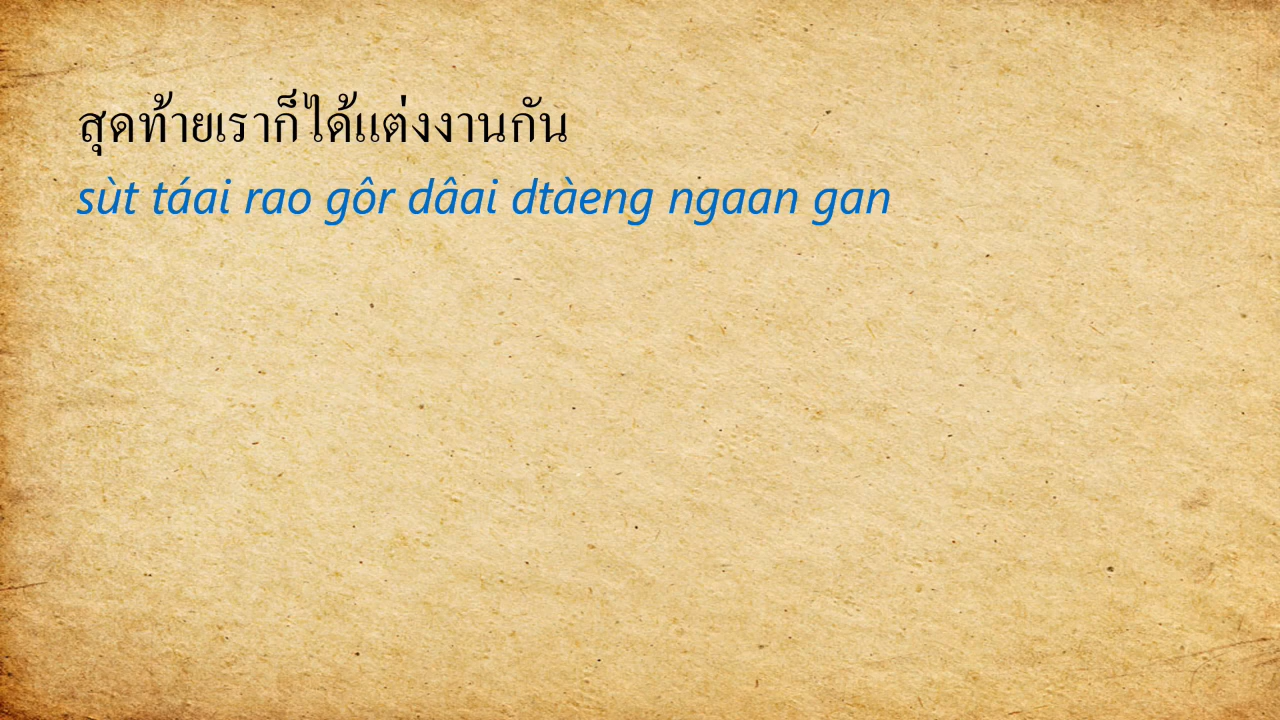 สุดท้ายเราก็ได้แต่งงานกัน
sùt táai rao gôr dâai dtàeng ngaan gan